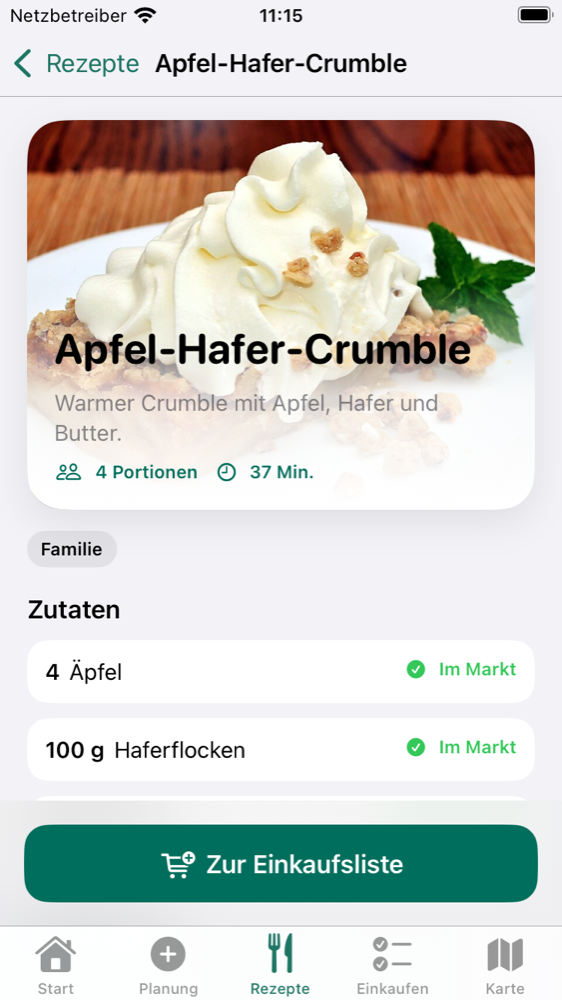 Netzbetreiber 11:15
Rezepte Apfel-Hafer-Crumble
Apfel-Hafer-Crumble
Warmer Crumble mit Apfel, Hafer und
Butter.
4 Portionen 37 Min.
Familie
Zutaten
4 Äpfel Im Markt
100 g Haferflocken Im Markt
Zur Einkaufsliste
Start Planung Rezepte Einkaufen Karte